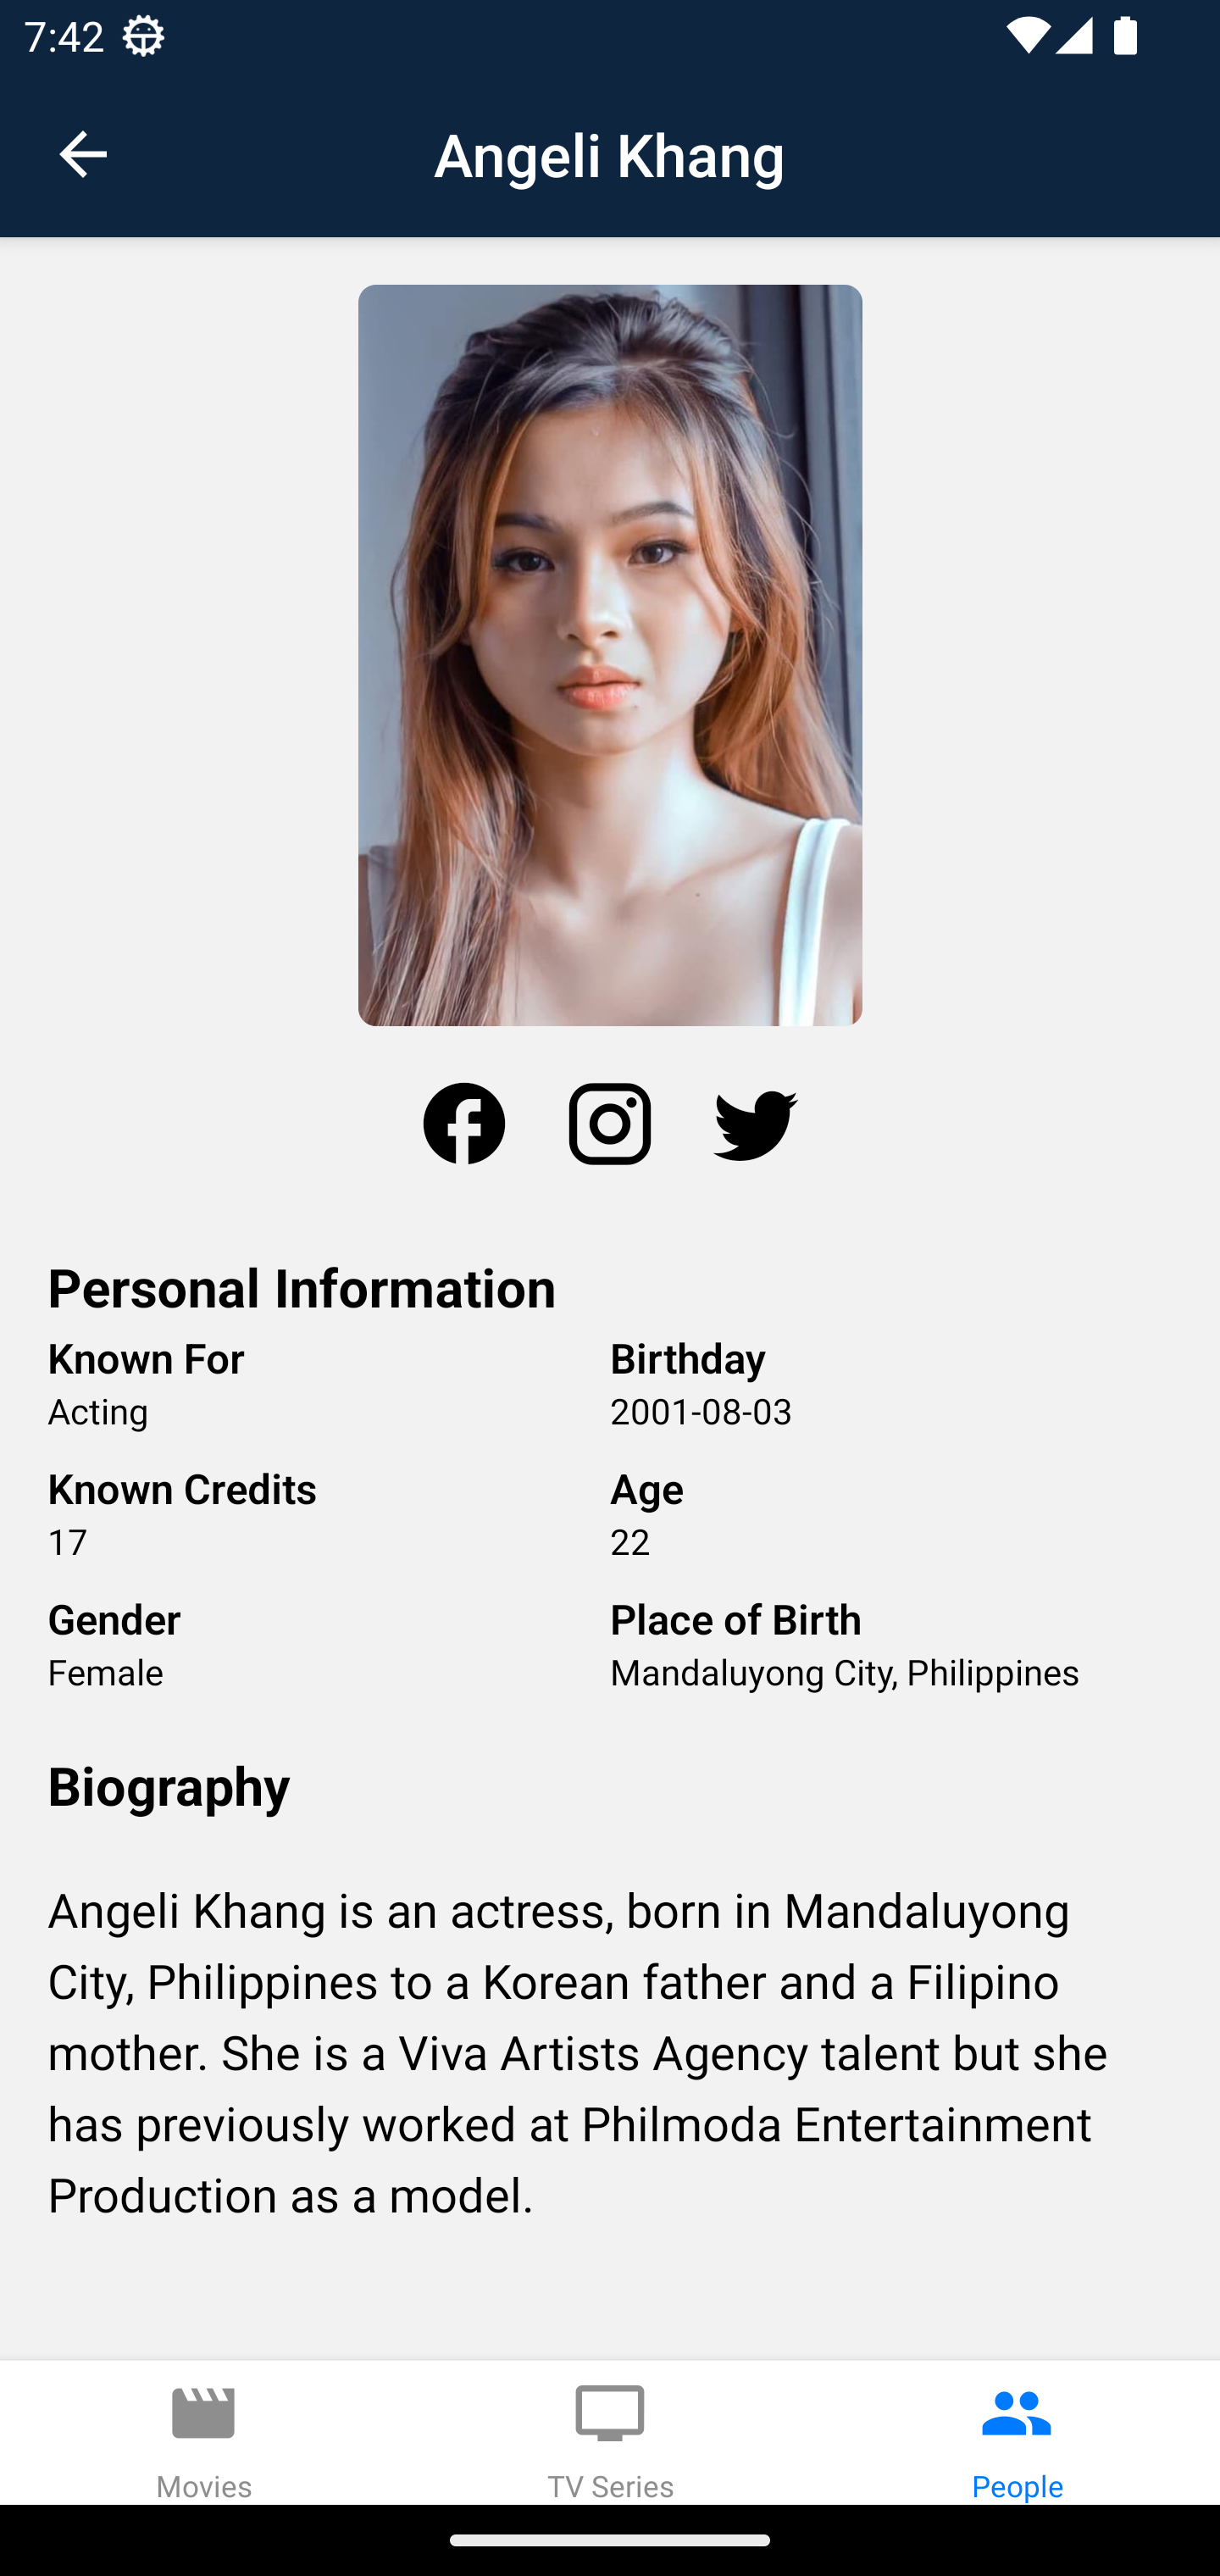 7:42
Angeli Khang
Personal Information
Known For
Birthday
Acting
2001-08-03
Known Credits
Age
17
22
Gender
Place of Birth
Female
Mandaluyong City, Philippines
Biography
Angeli Khang is an actress, born in Mandaluyong
City, Philippines to a Korean father and a Filipino
mother. She is a Viva Artists Agency talent but she
has previously worked at Philmoda Entertainment
Production as a model.
Movies
TV Series
People